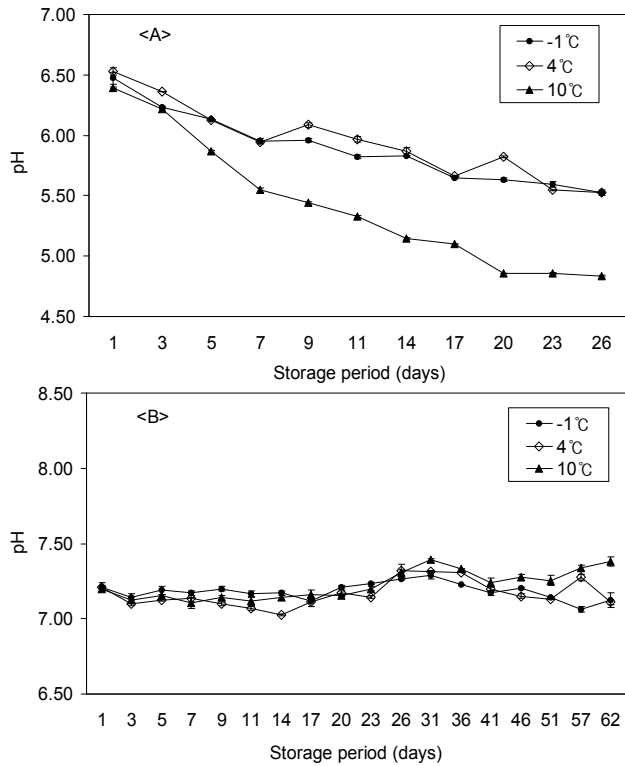 7.00
<A>
-1℃
4℃
10℃
6.50
6.00
pH
5.50
5.00
4.50
1 3 5 7 9 11 14 17 20 23 26
Storage period (days)
8.50
<B>
-1℃
4℃
10℃
8.00
7.50
pH
7.00
6.50
1 3 5 7 9 11 14 17 20 23 26 31 36 41 46 51 57 62
Storage period (days)